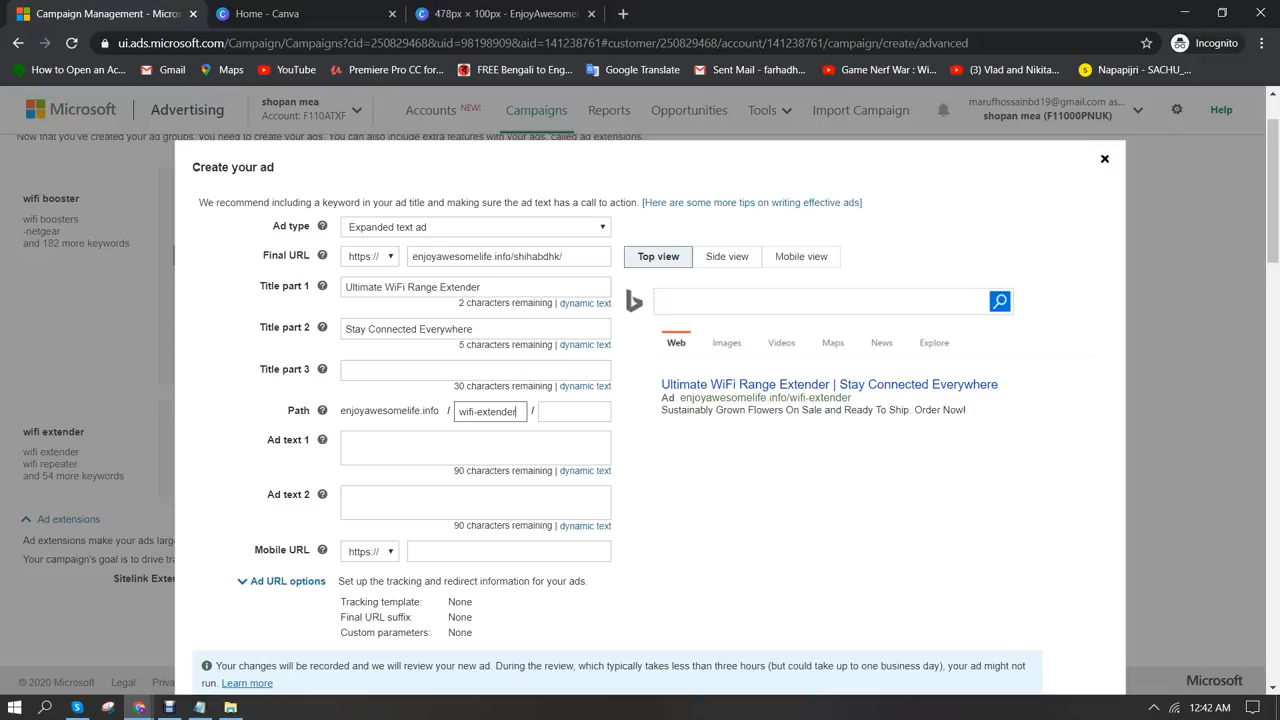 Campaign Management - Micros
Home - Canva
478px × 100px - EnjoyAwesomel
ui.ads.microsoft.com/Campaign/Campaigns?cid=250829468&uid=98198909&aid=141238761#customer/250829468/account/141238761/campaign/create/advanced
Incognito
How to Open an Ac...
Gmail
Maps
YouTube
Premiere Pro CC for...
FREE Bengali to En...
Google Translate
Sent Mail - farhadh...
Game Nerf War : Wi...
(3) Vlad and Nikita...
Napapijri - SACHU_...
Microsoft
Advertising
shopan mea
Account: F110ATXF
Accounts NEW!
Campaigns
Reports
Opportunities
Tools
Import Campaign
marufhossainbd19@gmail.com as...
shopan mea (F11000PNUK)
Help
Now that you've created your ad groups, you need to create your ads. You can also include extra features with your ads, called ad extensions.
wifi booster
wifi boosters
-netgear
and 182 more keywords
wifi extender
wifi extender
wifi repeater
and 54 more keywords
Ad extensions
Ad extensions make your ads larg
Your campaign's goal is to drive tra
Sitelink Exten
Create your ad
We recommend including a keyword in your ad title and making sure the ad text has a call to action. [Here are some more tips on writing effective ads]
Ad type
Expanded text ad
Final URL
https://
enjoyawesomelife.info/shihabdhk/
Top view
Side view
Mobile view
Title part 1
Ultimate WiFi Range Extender
2 characters remaining | dynamic text
Title part 2
Stay Connected Everywhere
5 characters remaining | dynamic text
Title part 3
30 characters remaining | dynamic text
Path
enjoyawesomelife.info / wifi-extender /
Ad text 1
90 characters remaining | dynamic text
Ad text 2
90 characters remaining | dynamic text
Mobile URL
https://
Ad URL options
Set up the tracking and redirect information for your ads.
Tracking template: None
Final URL suffix: None
Custom parameters: None
Web
Images
Videos
Maps
News
Explore
Ultimate WiFi Range Extender | Stay Connected Everywhere
Ad enjoyawesomelife.info/wifi-extender
Sustainably Grown Flowers On Sale and Ready To Ship. Order Now!
Your changes will be recorded and we will review your new ad. During the review, which typically takes less than three hours (but could take up to one business day), your ad might not
run. Learn more
© 2020 Microsoft
Legal
Priva
Microsoft
12:42 AM